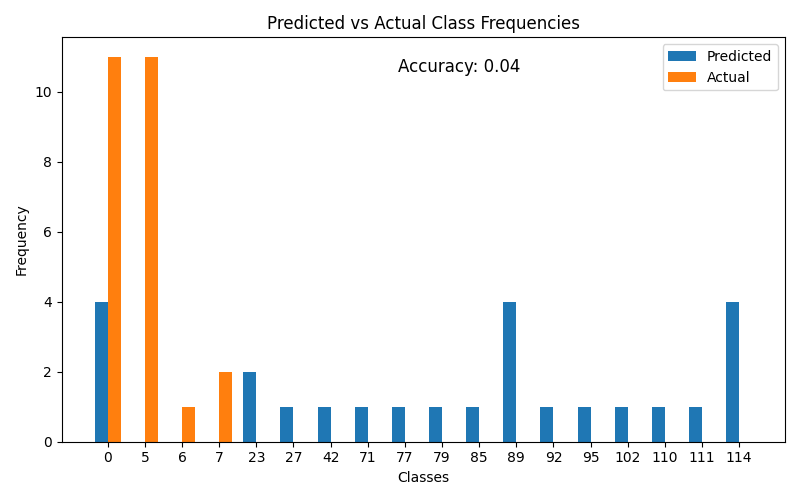 Predicted vs Actual Class Frequencies
Accuracy: 0.04
Predicted
Actual
Frequency
10
8
6
4
2
0
0 5 6 7 23 27 42 71 77 79 85 89 92 95 102 110 111 114
Classes